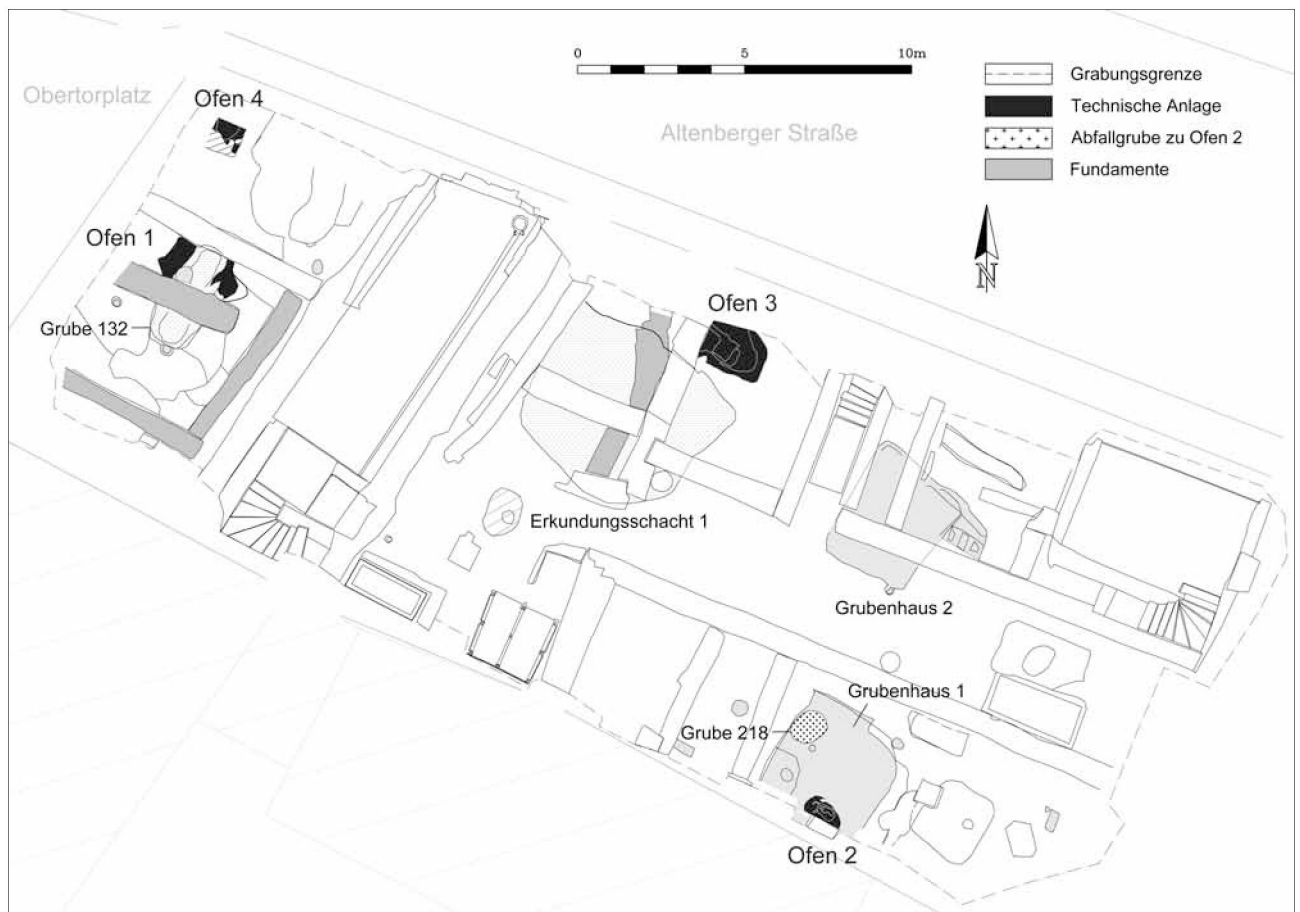 0 5 10m
Grabungsgrenze
Technische Anlage
Abfallgrube zu Ofen 2
Fundamente
N
Obertorplatz
Altenberger Straße
Ofen 4
Ofen 1
Grube 132
Ofen 3
Erkundungsschacht 1
Grubenhaus 2
Grubenhaus 1
Grube 218
Ofen 2